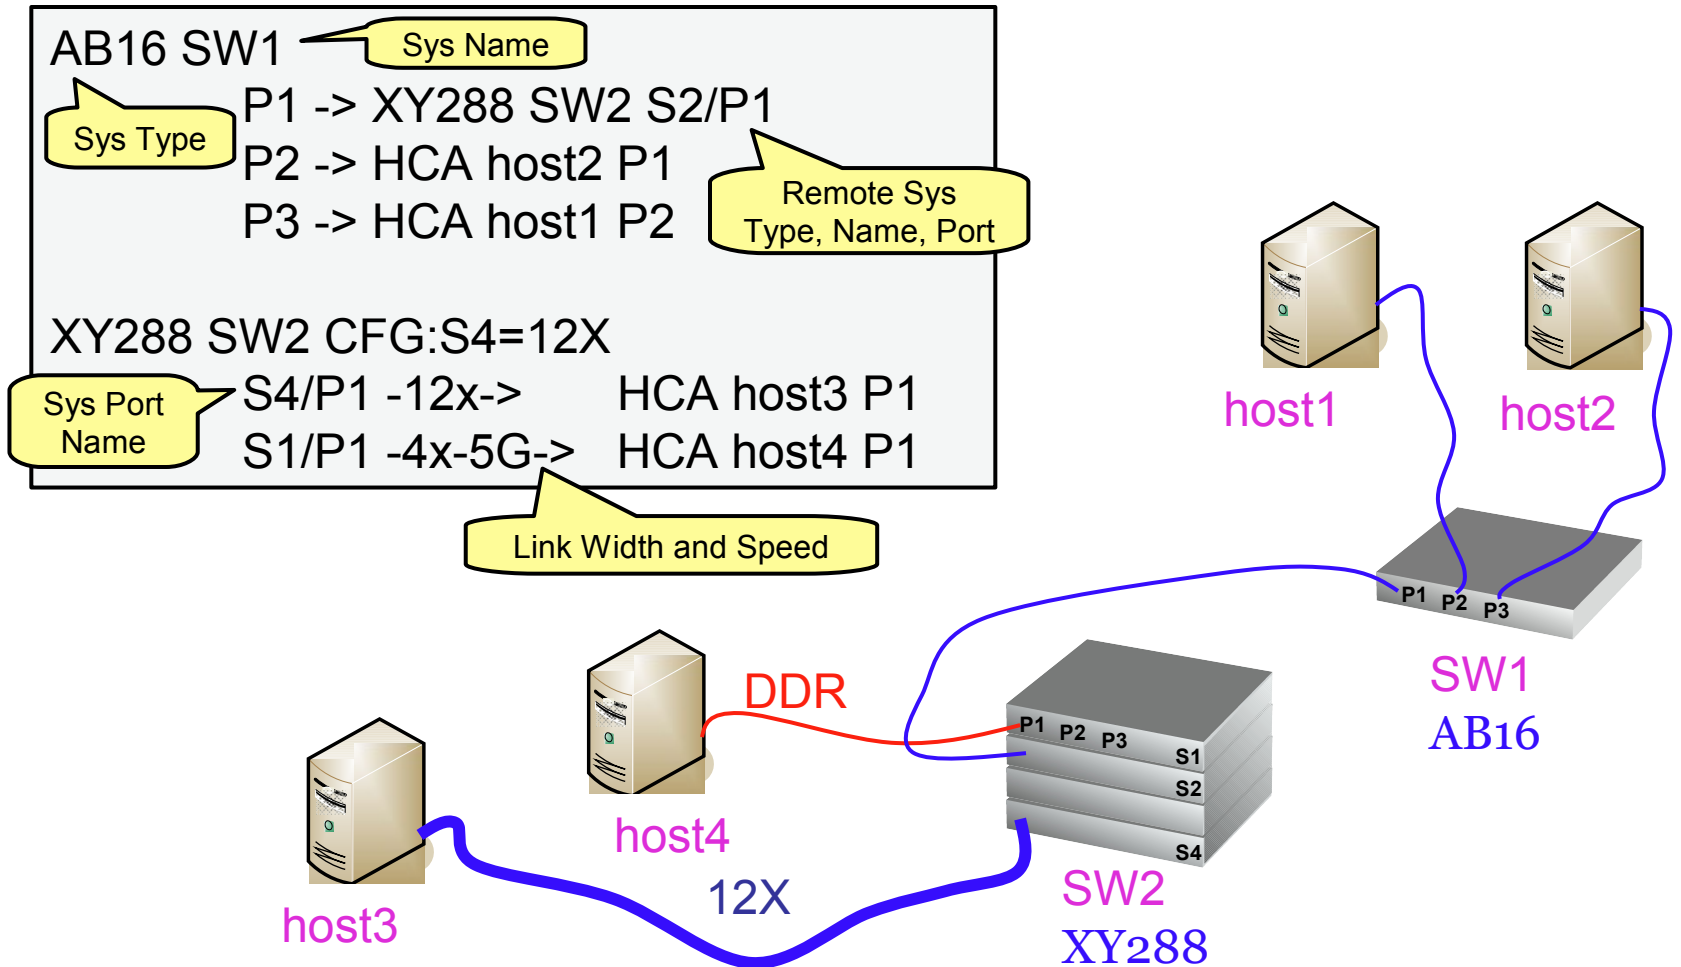 AB16 SW1
Sys Name
Sys Type
P1 -> XY288 SW2 S2/P1
P2 -> HCA host2 P1
P3 -> HCA host1 P2
Remote Sys
Type, Name, Port
XY288 SW2 CFG:S4=12X
Sys Port
Name
S4/P1 -12x-> HCA host3 P1
S1/P1 -4x-5G-> HCA host4 P1
Link Width and Speed
host1
host2
P1 P2 P3
SW1
AB16
DDR
P1 P2 P3
S1
S2
S4
host4
12X
SW2
XY288
host3